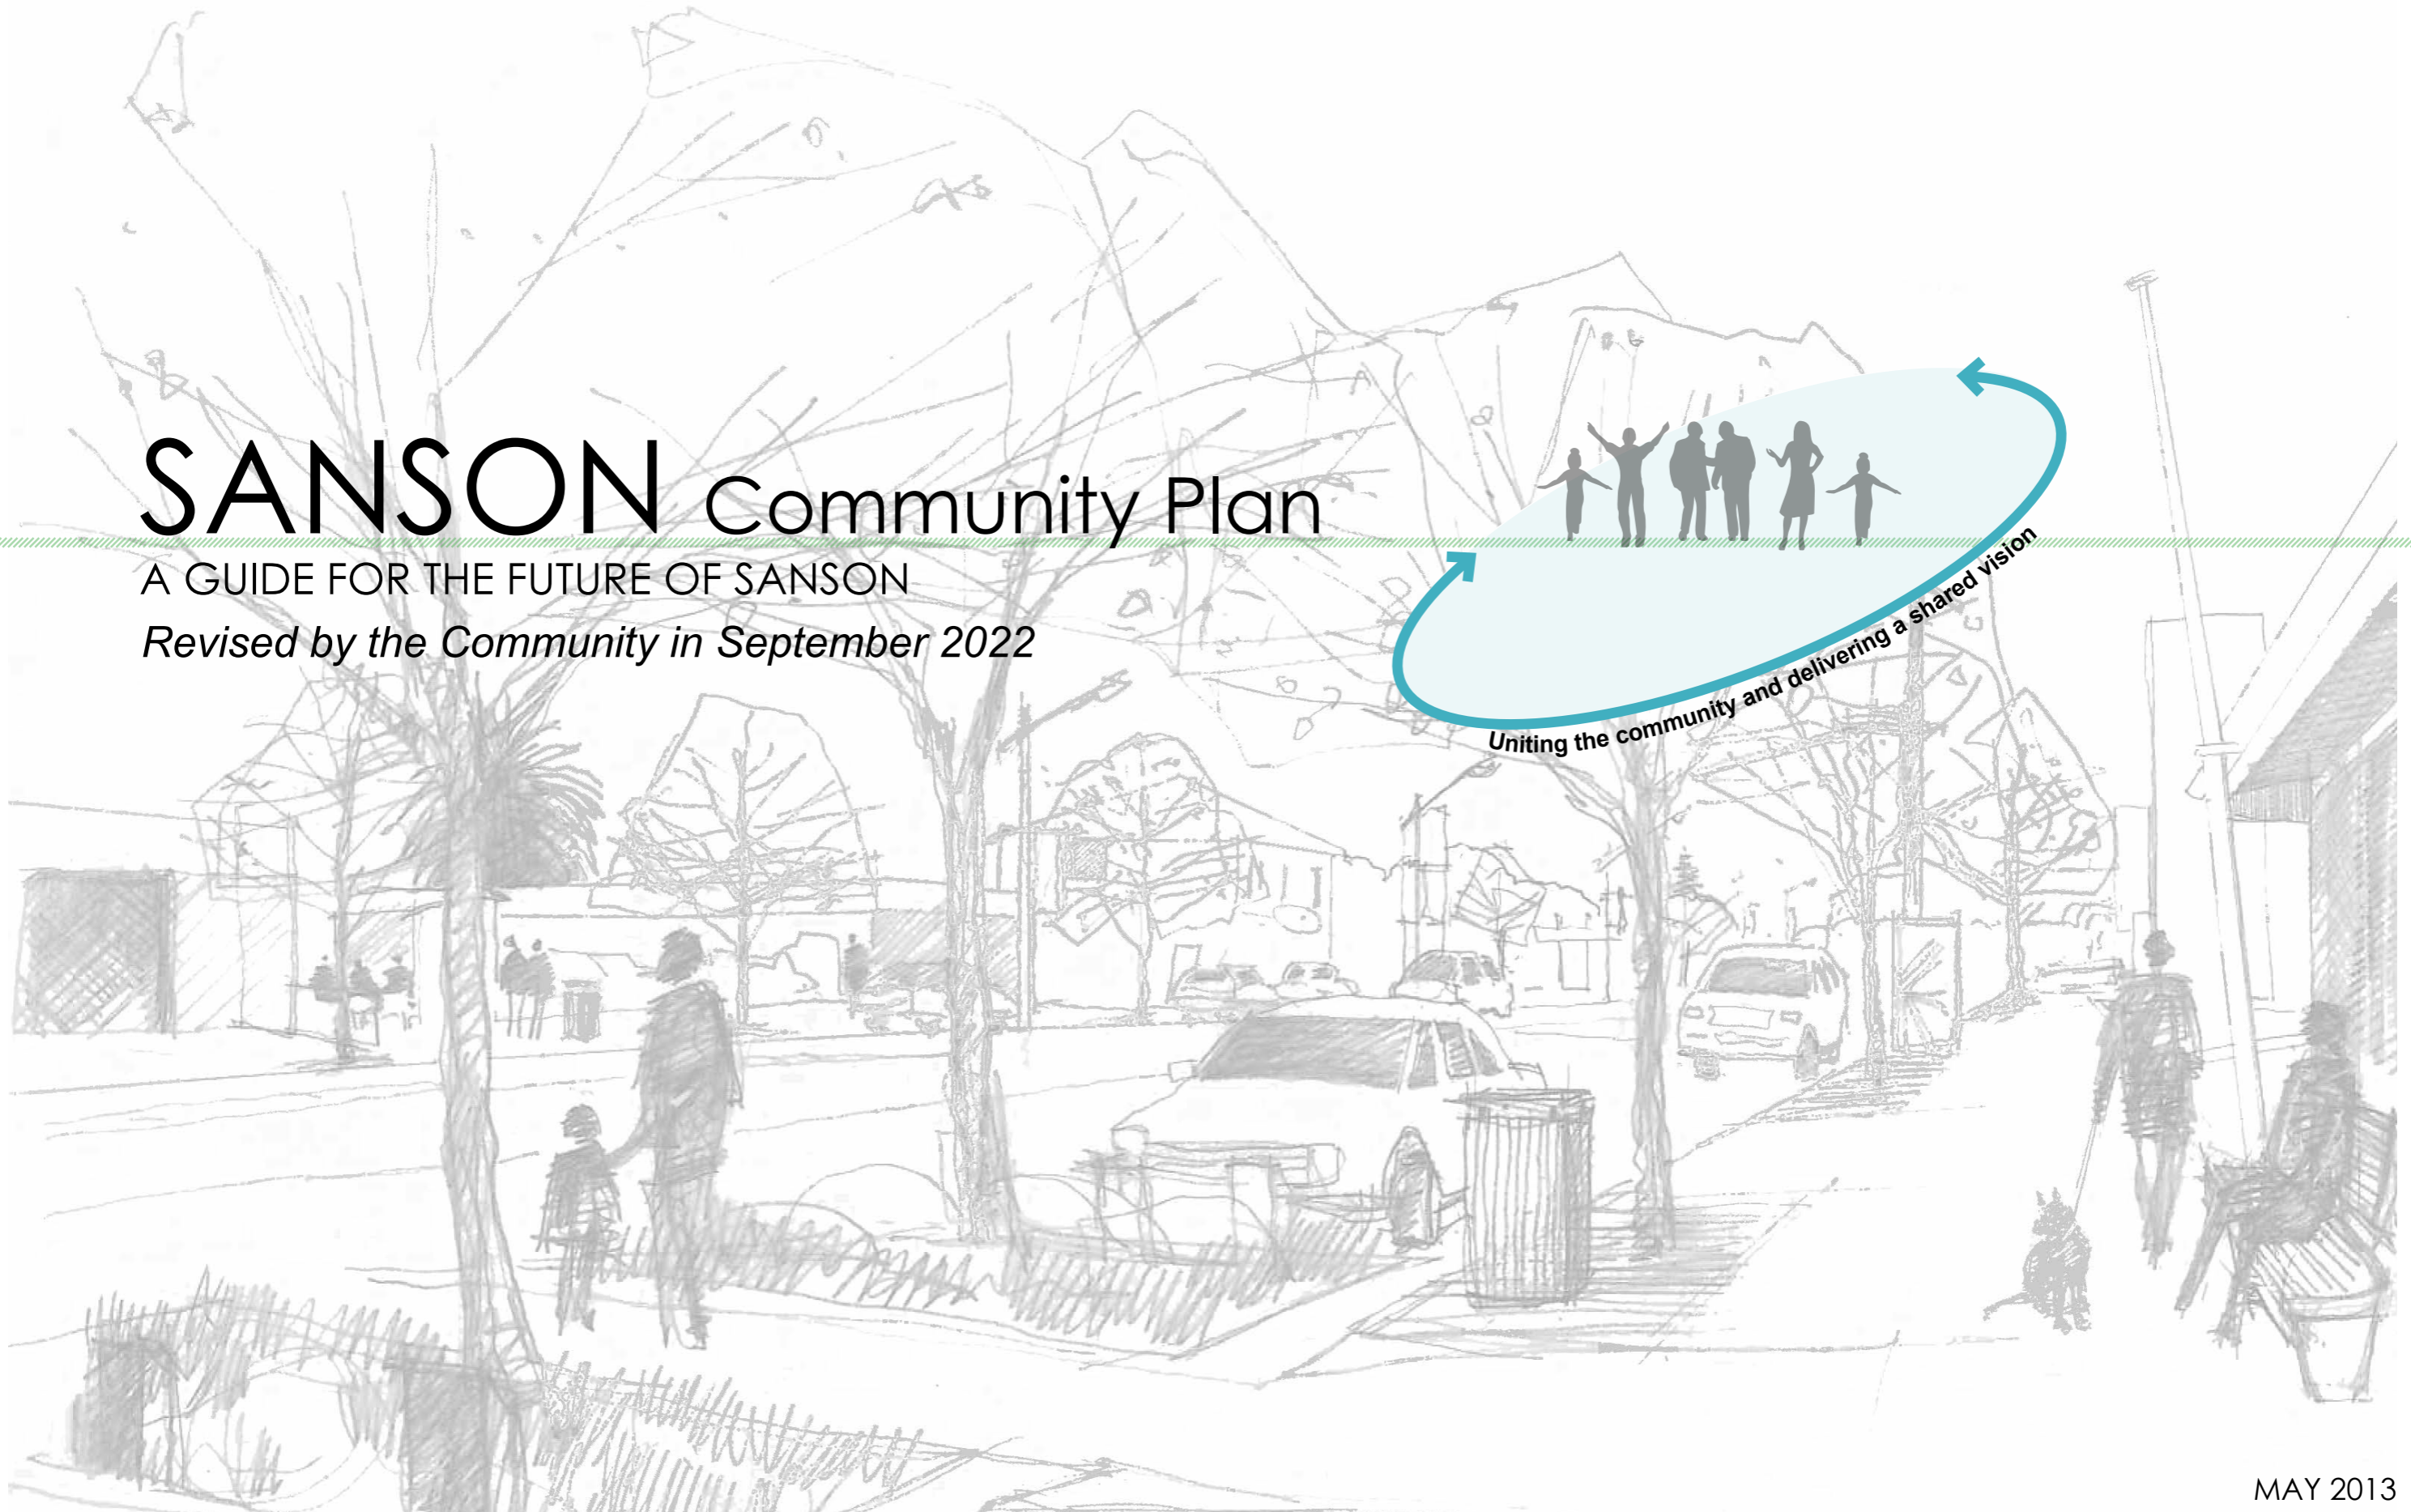 SANSON Community Plan
A GUIDE FOR THE FUTURE OF SANSON
Revised by the Community in September 2022
Uniting the community and delivering a shared vision
MAY 2013